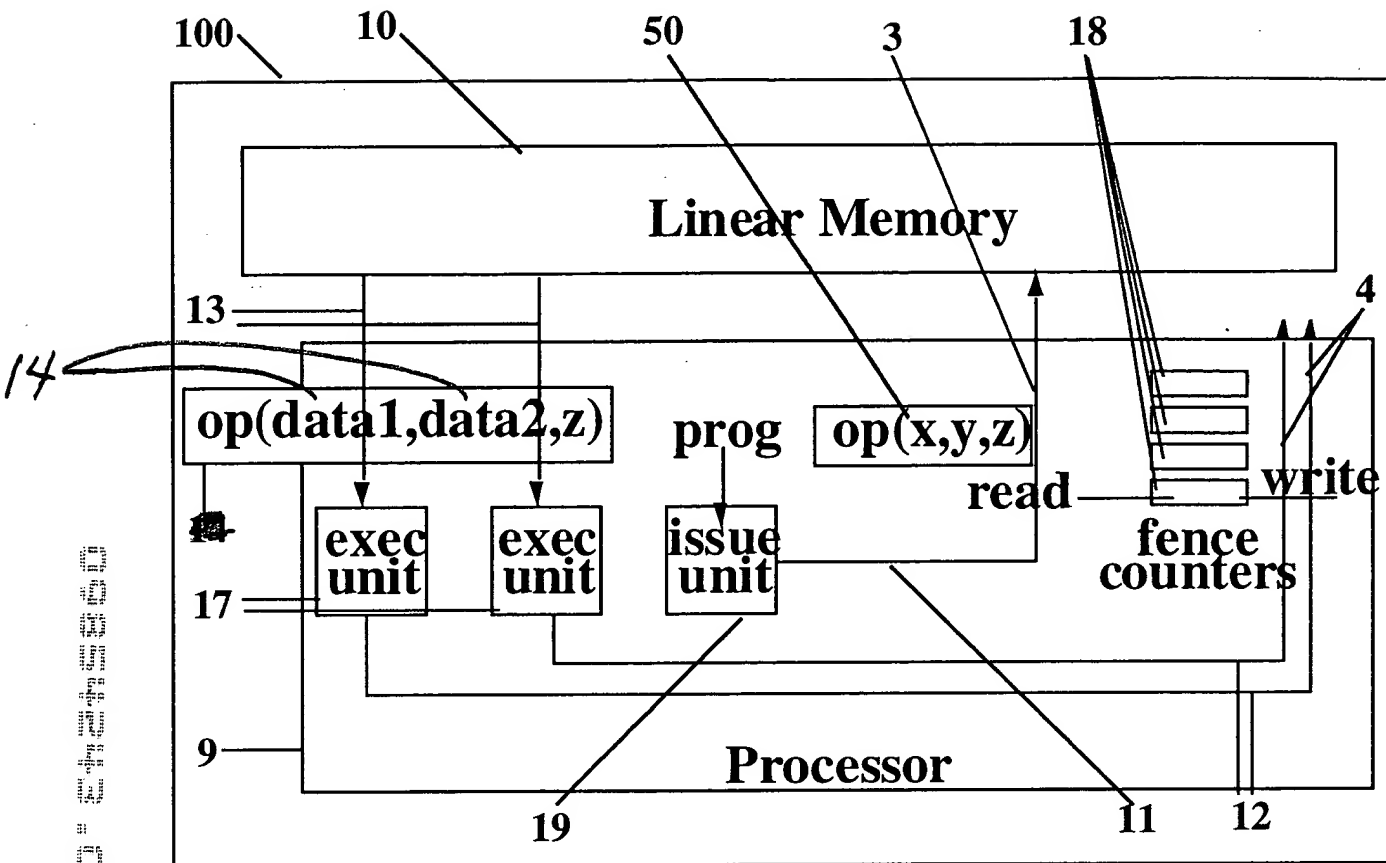 100
10
50
3
18
Linear Memory
13
4
14
op(data1,data2,z)
prog
op(x,y,z)
read
write
exec unit
exec unit
issue unit
fence counters
17
9
Processor
19
11
12